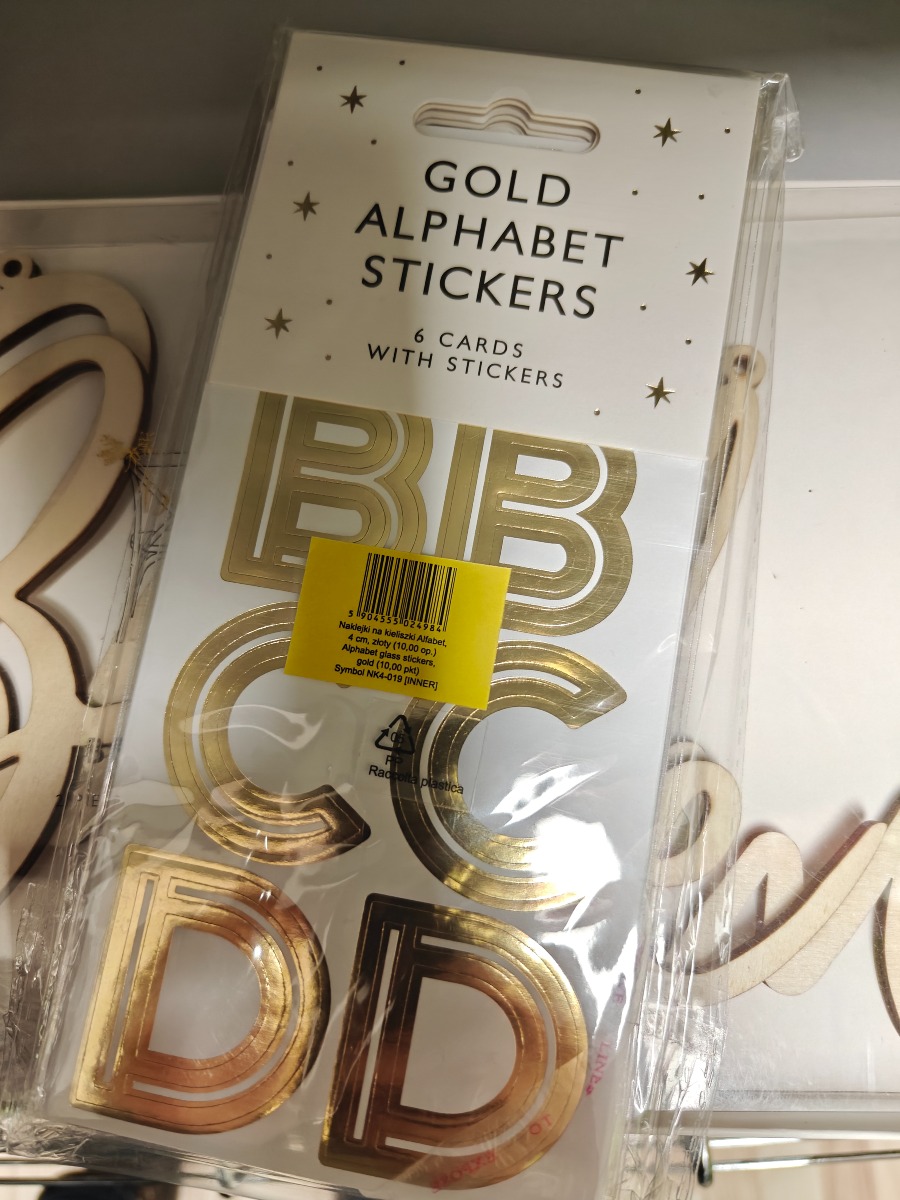 GOLD
ALPHABET
STICKERS
6 CARDS
WITH STICKERS
B B
5 904555 024984
Naklejki na kieliszki Alfabet,
4 cm, złoty (10,00 op.)
Alphabet glass stickers,
gold (10,00 pkt)
Symbol NK4-019 [INNER]
C C
05
PP
Raccolta plastica
D D